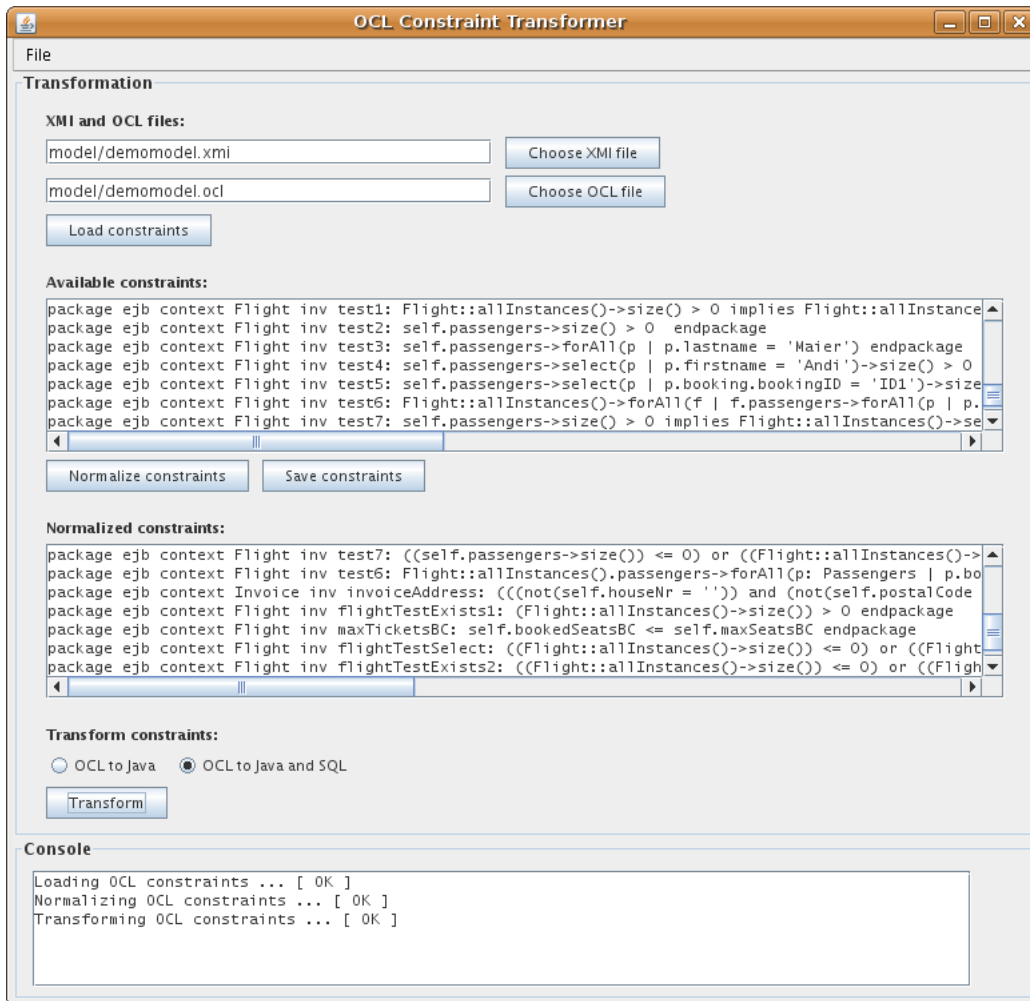 OCL Constraint Transformer
File
Transformation
XMI and OCL files:
model/demomodel.xmi Choose XMI file
model/demomodel.ocl Choose OCL file
Load constraints
Available constraints:
package ejb context Flight inv test1: Flight::allInstances()->size() > 0 implies Flight::allInstance
package ejb context Flight inv test2: self.passengers->size() > 0  endpackage
package ejb context Flight inv test3: self.passengers->forAll(p | p.lastname = 'Maier') endpackage
package ejb context Flight inv test4: self.passengers->select(p | p.firstname = 'Andi')->size() > 0
package ejb context Flight inv test5: self.passengers->select(p | p.booking.bookingID = 'ID1')->size
package ejb context Flight inv test6: Flight::allInstances()->forAll(f | f.passengers->forAll(p | p.
package ejb context Flight inv test7: self.passengers->size() > 0 implies Flight::allInstances()->se
Normalize constraints Save constraints
Normalized constraints:
package ejb context Flight inv test7: ((self.passengers->size()) <= 0) or ((Flight::allInstances()->
package ejb context Flight inv test6: Flight::allInstances().passengers->forAll(p: Passengers | p.bo
package ejb context Invoice inv invoiceAddress: (((not(self.houseNr = '')) and (not(self.postalCode
package ejb context Flight inv flightTestExists1: (Flight::allInstances()->size()) > 0 endpackage
package ejb context Flight inv maxTicketsBC: self.bookedSeatsBC <= self.maxSeatsBC endpackage
package ejb context Flight inv flightTestSelect: ((Flight::allInstances()->size()) <= 0) or ((Flight
package ejb context Flight inv flightTestExists2: ((Flight::allInstances()->size()) <= 0) or ((Fligh
Transform constraints:
OCL to Java OCL to Java and SQL
Transform
Console
Loading OCL constraints ... [ OK ]
Normalizing OCL constraints ... [ OK ]
Transforming OCL constraints ... [ OK ]